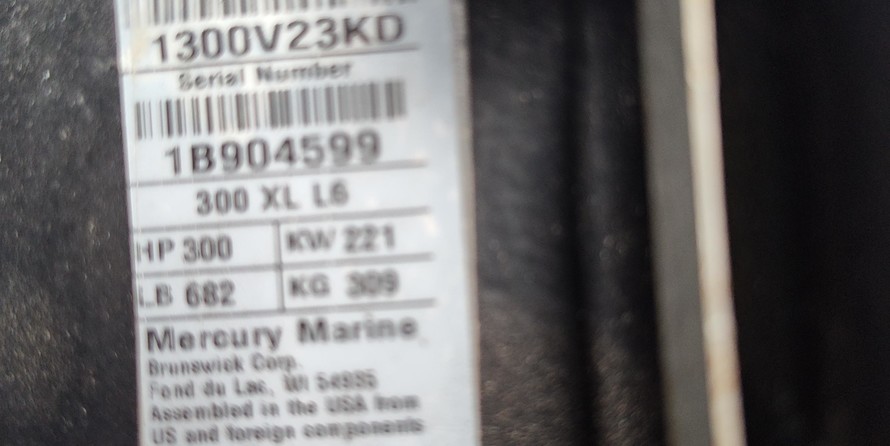 1300V23KD
Serial Number
1B904599
300 XL L6
HP 300 KW 221
LB 682 KG 309
Mercury Marine
Brunswick Corp.
Fond du Lac, WI 54935
Assembled in the USA from
US and foreign components